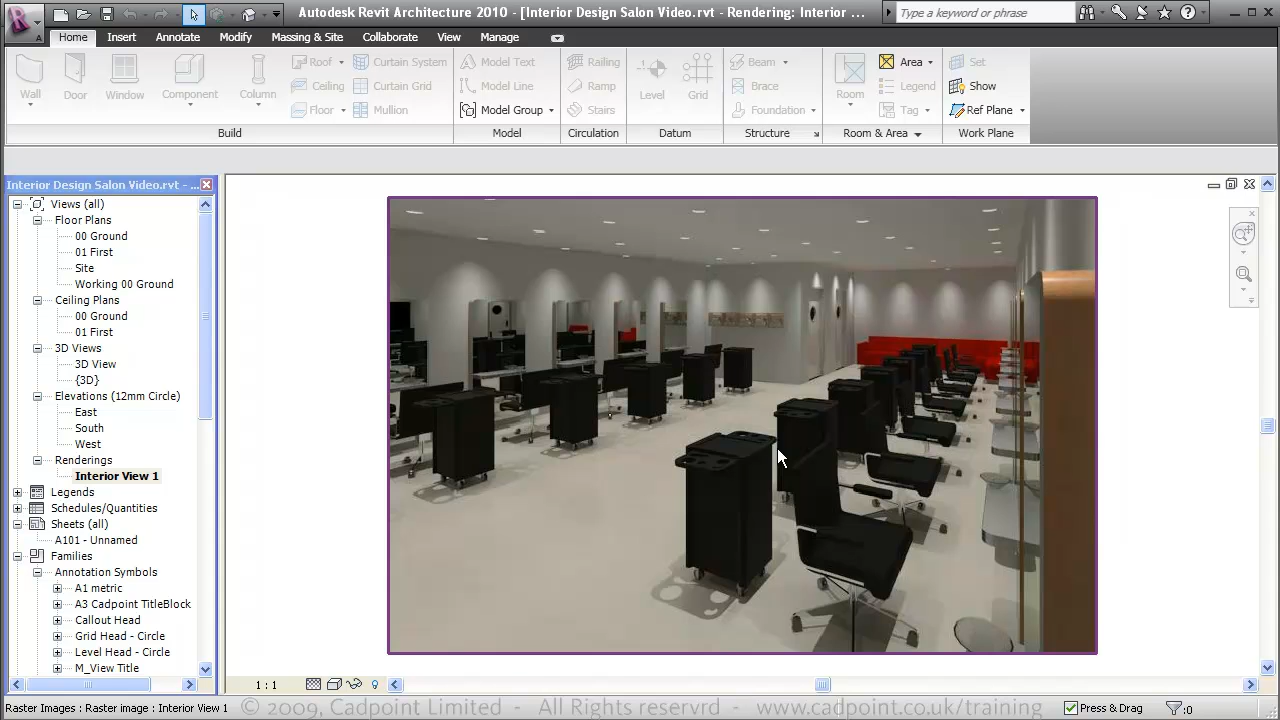 Autodesk Revit Architecture 2010 - [Interior Design Salon Video.rvt - Rendering: Interior ...
Type a keyword or phrase
Home Insert Annotate Modify Massing & Site Collaborate View Manage
Wall Door Window Component Column
Roof Curtain System Model Text Railing Level Grid Beam Room Area Set
Ceiling Curtain Grid Model Line Ramp Brace Legend Show
Floor Mullion Model Group Stairs Foundation Tag Ref Plane
Build Model Circulation Datum Structure Room & Area Work Plane
Interior Design Salon Video.rvt - ...
Views (all)
Floor Plans
00 Ground
01 First
Site
Working 00 Ground
Ceiling Plans
00 Ground
01 First
3D Views
3D View
{3D}
Elevations (12mm Circle)
East
South
West
Renderings
Interior View 1
Legends
Schedules/Quantities
Sheets (all)
A101 - Unnamed
Families
Annotation Symbols
A1 metric
A3 Cadpoint TitleBlock
Callout Head
Grid Head - Circle
Level Head - Circle
M_View Title
1 : 1
Raster Images : Raster image : Interior View 1
© 2009, Cadpoint Limited - All Rights reservrd - www.cadpoint.co.uk/training
Press & Drag
:0